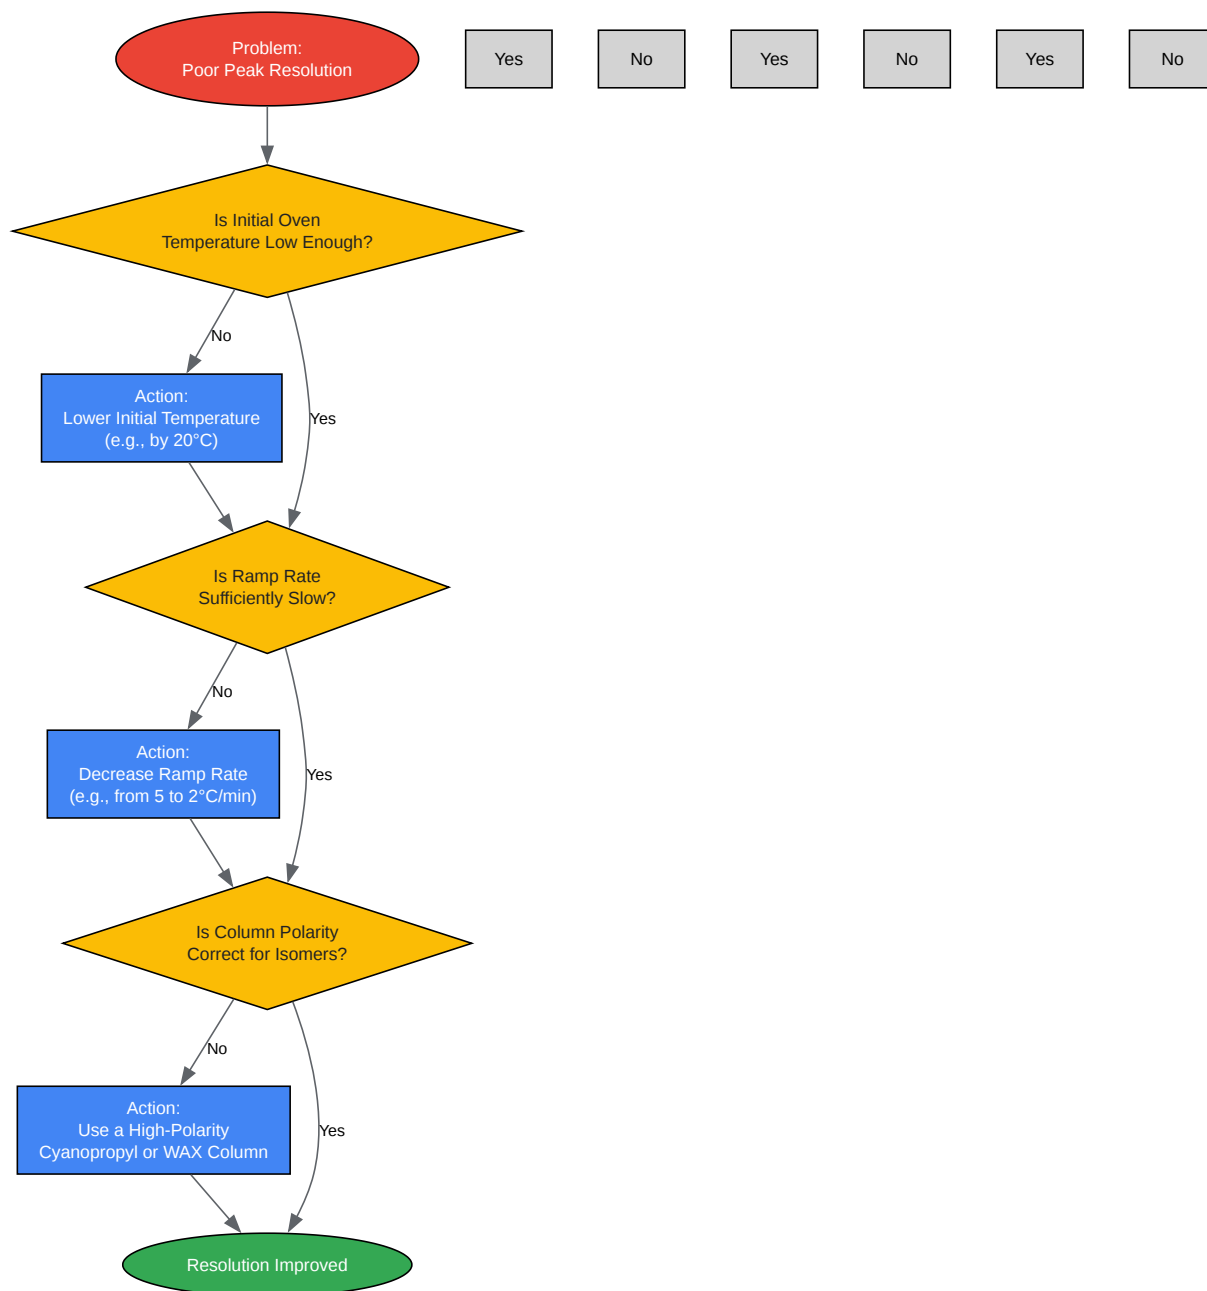 Problem:
Poor Peak Resolution
Yes
No
Yes
No
Yes
No
Is Initial Oven
Temperature Low Enough?
No
Action:
Lower Initial Temperature
(e.g., by 20°C)
Yes
Is Ramp Rate
Sufficiently Slow?
No
Action:
Decrease Ramp Rate
(e.g., from 5 to 2°C/min)
Yes
Is Column Polarity
Correct for Isomers?
No
Action:
Use a High-Polarity
Cyanopropyl or WAX Column
Yes
Resolution Improved